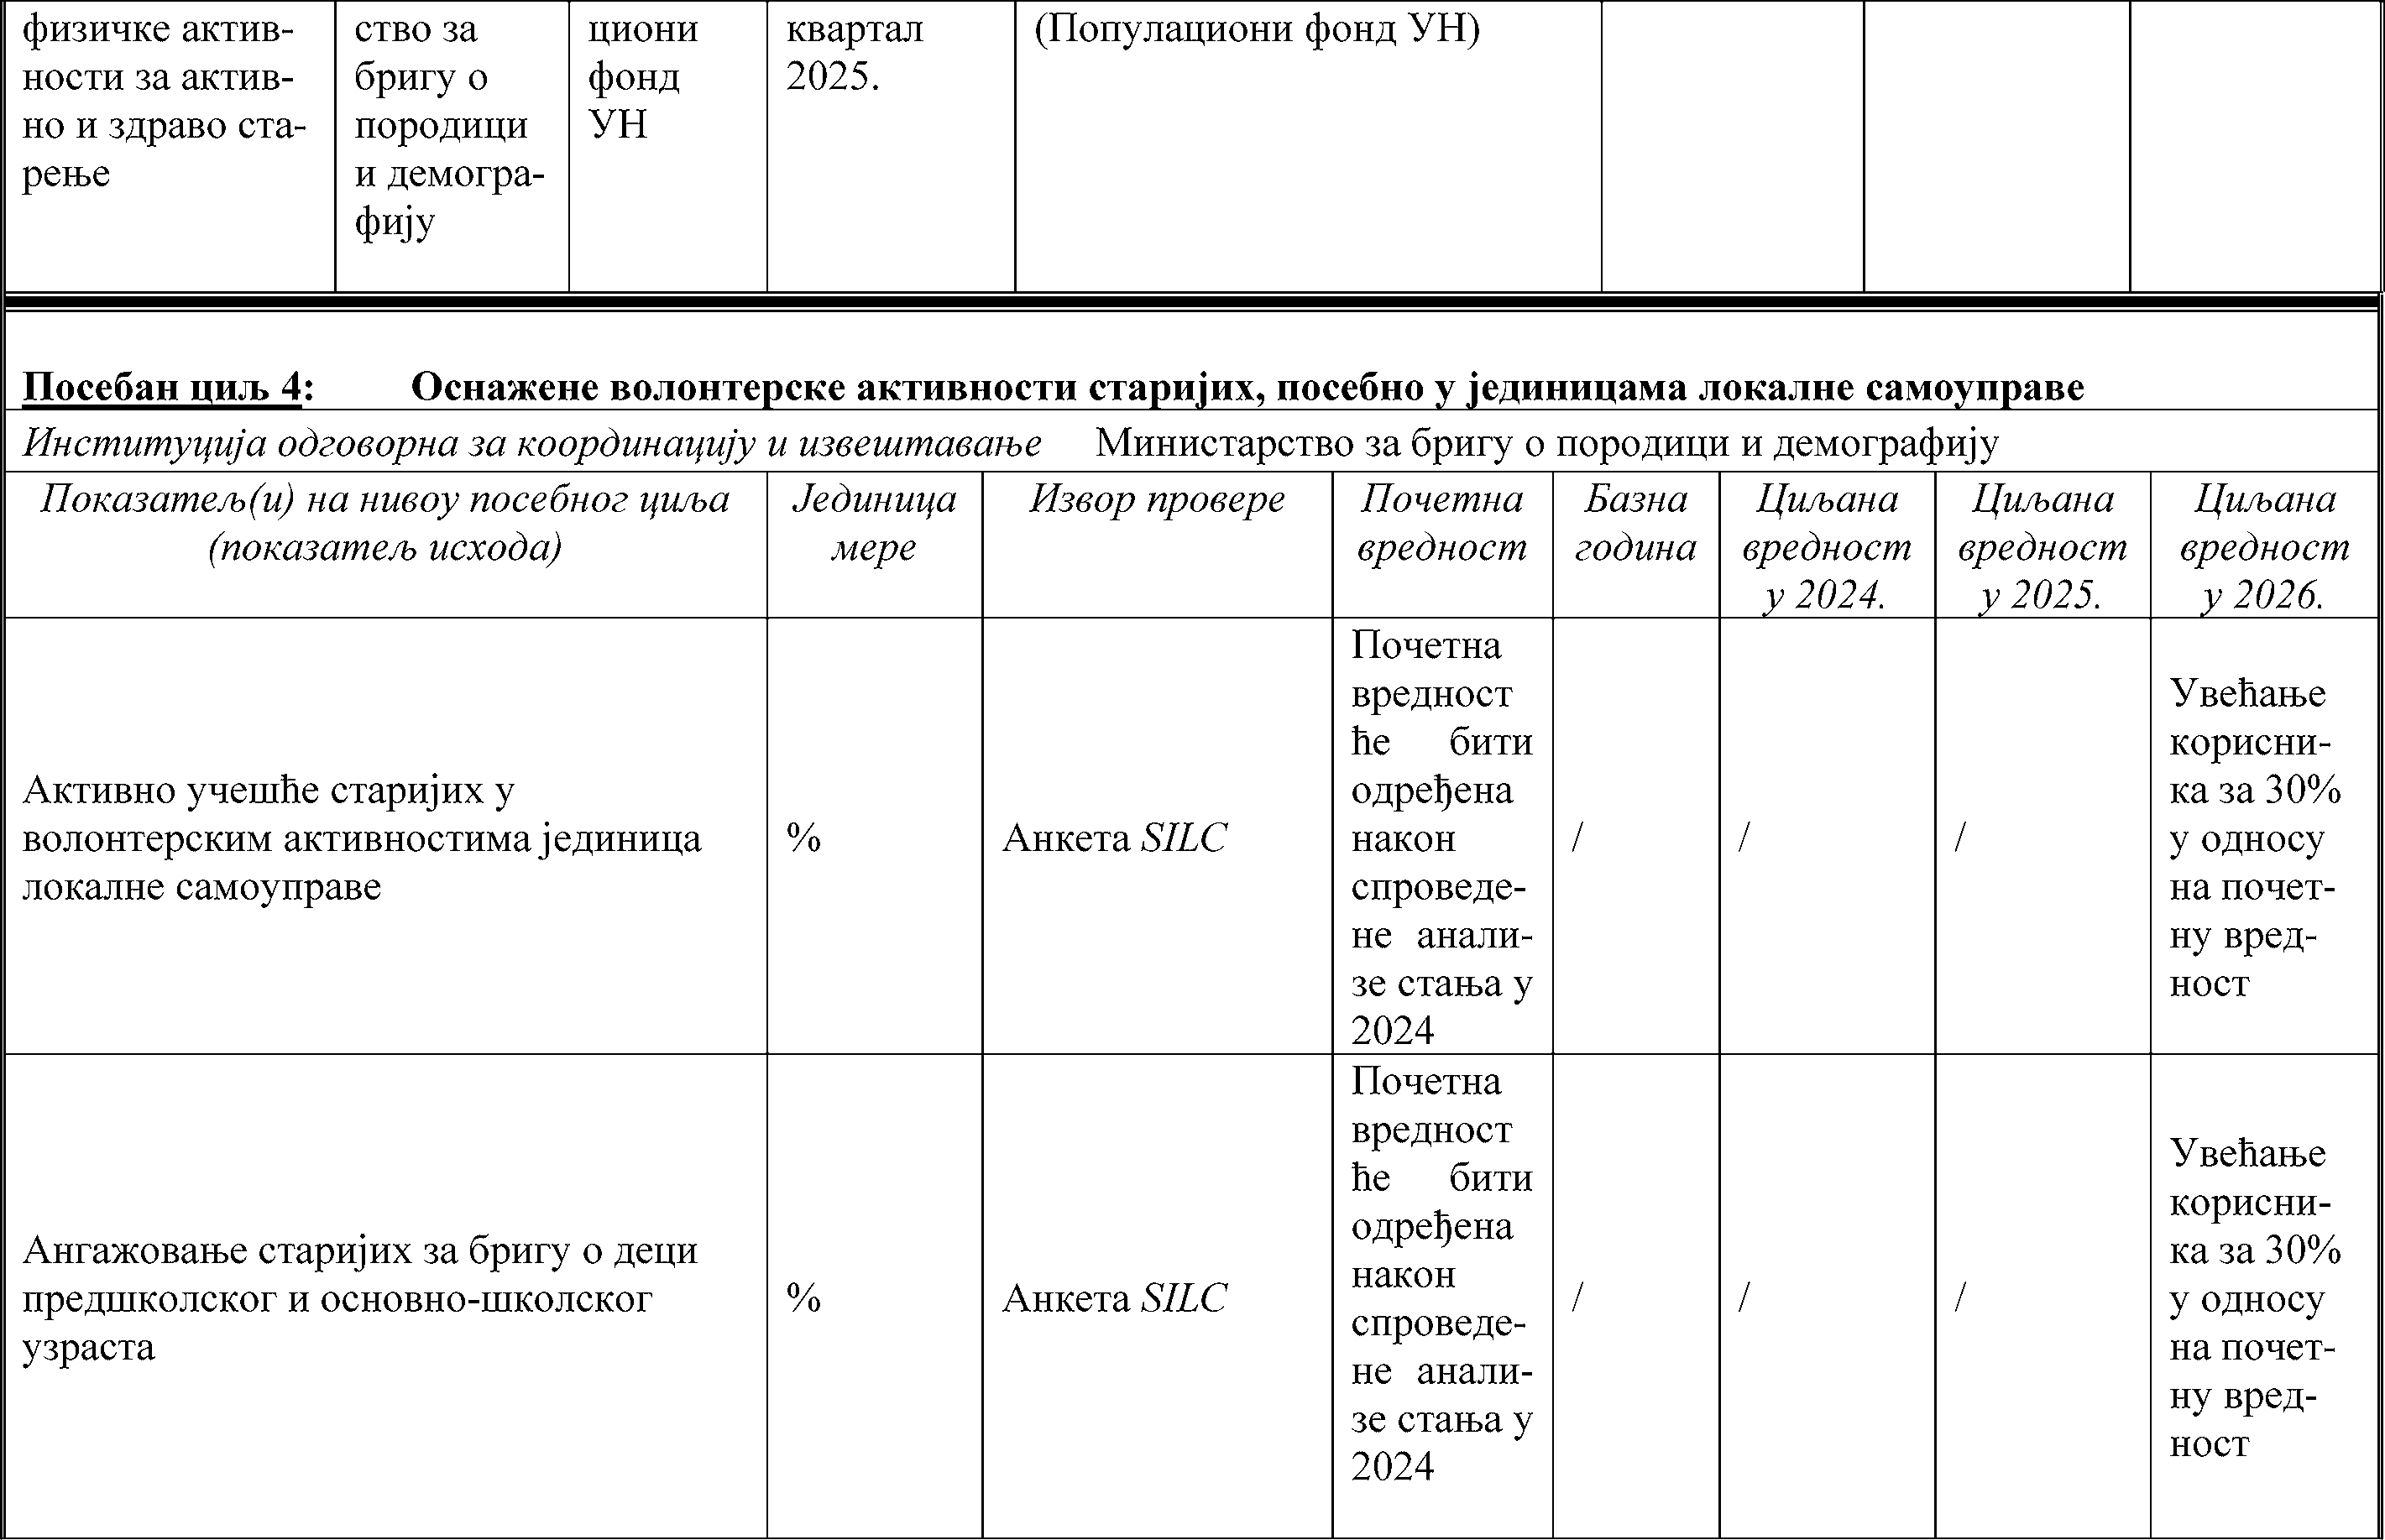 физичке актив-
ности за актив-
но и здраво ста-
рење
ство за
бригу о
породици
и демогра-
фију
циони
фонд
УН
квартал
2025.
(Популациони фонд УН)
Посебан циљ 4: Оснажене волонтерске активности старијих, посебно у јединицама локалне самоуправе
Институција одговорна за координацију и извештавање Министарство за бригу о породици и демографију
Показатељ(и) на нивоу посебног циља
(показатељ исхода)
Јединица
мере
Извор провере
Почетна
вредност
Базна
година
Циљана
вредност
у 2024.
Циљана
вредност
у 2025.
Циљана
вредност
у 2026.
Активно учешће старијих у
волонтерским активностима јединица
локалне самоуправе
%
Анкета SILC
Почетна
вредност
ће бити
одређена
након
спроведе-
не анали-
зе стања у
2024
/
/
/
Увећање
корисни-
ка за 30%
у односу
на почет-
ну вред-
ност
Ангажовање старијих за бригу о деци
предшколског и основно-школског
узраста
%
Анкета SILC
Почетна
вредност
ће бити
одређена
након
спроведе-
не анали-
зе стања у
2024
/
/
/
Увећање
корисни-
ка за 30%
у односу
на почет-
ну вред-
ност